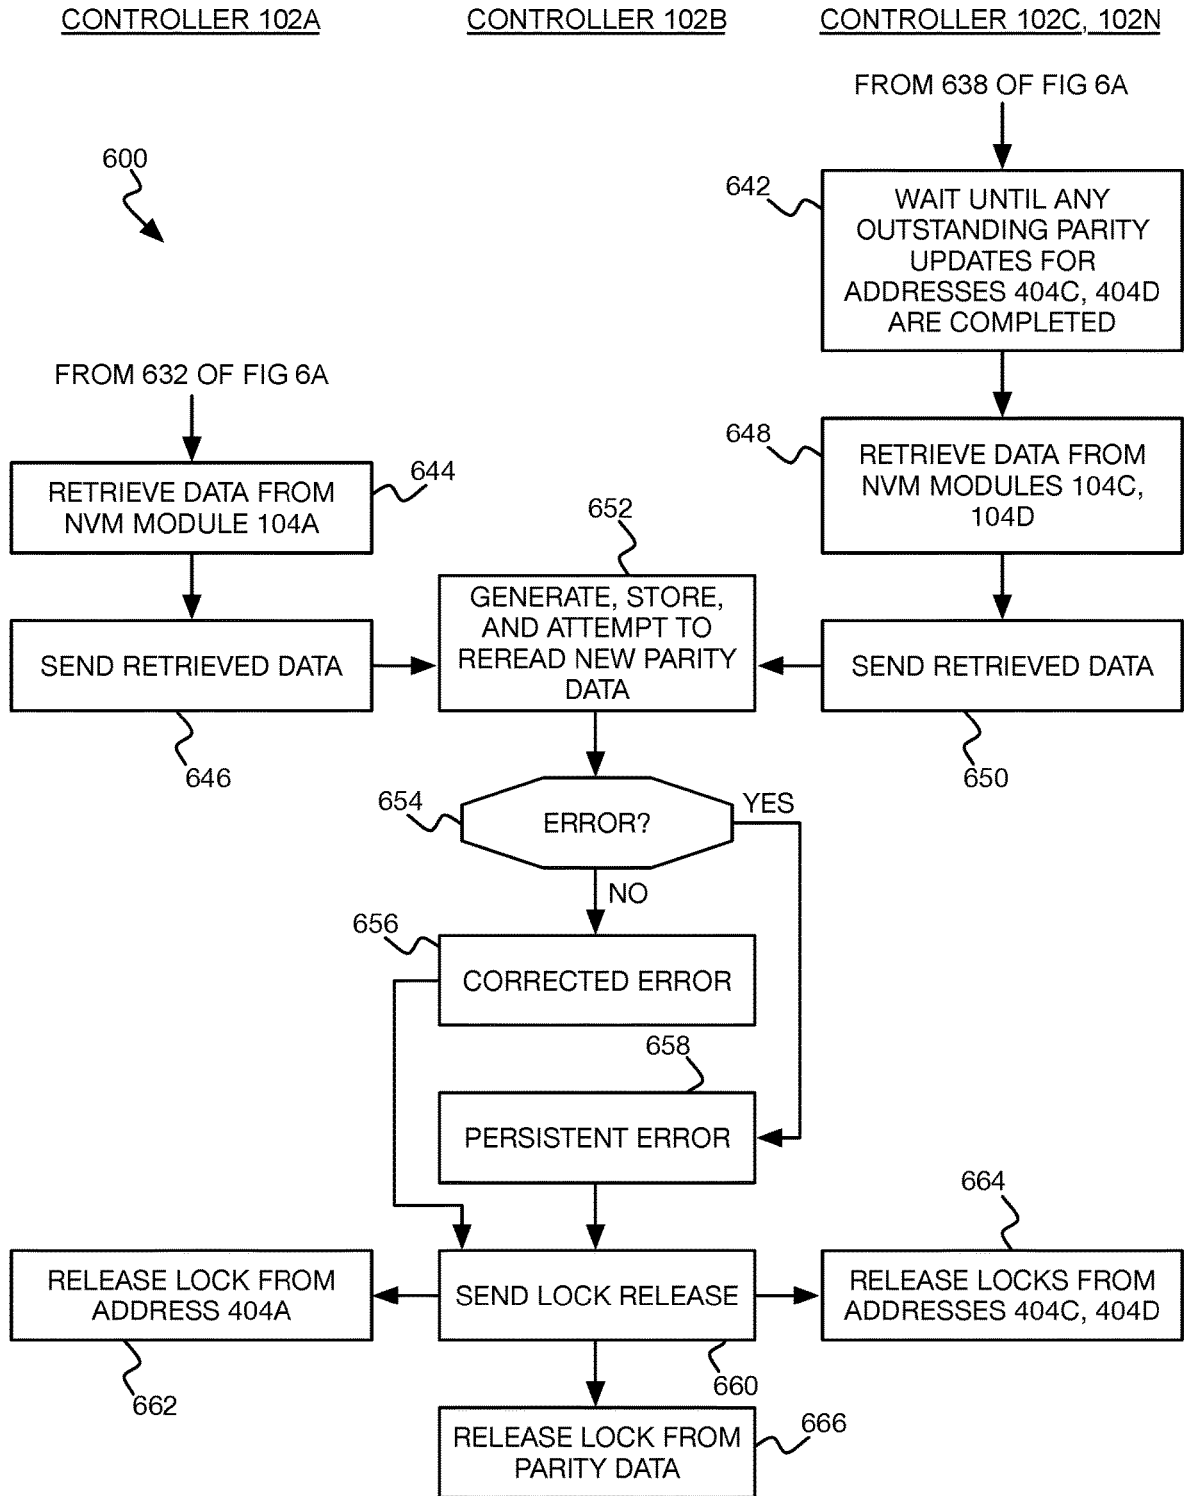 CONTROLLER 102A
CONTROLLER 102B
CONTROLLER 102C, 102N
FROM 638 OF FIG 6A
600
642
WAIT UNTIL ANY
OUTSTANDING PARITY
UPDATES FOR
ADDRESSES 404C, 404D
ARE COMPLETED
FROM 632 OF FIG 6A
644
RETRIEVE DATA FROM
NVM MODULE 104A
648
RETRIEVE DATA FROM
NVM MODULES 104C,
104D
652
GENERATE, STORE,
AND ATTEMPT TO
REREAD NEW PARITY
DATA
SEND RETRIEVED DATA
646
SEND RETRIEVED DATA
650
654
ERROR?
YES
NO
656
CORRECTED ERROR
658
PERSISTENT ERROR
664
RELEASE LOCK FROM
ADDRESS 404A
662
SEND LOCK RELEASE
660
RELEASE LOCKS FROM
ADDRESSES 404C, 404D
RELEASE LOCK FROM
PARITY DATA
666